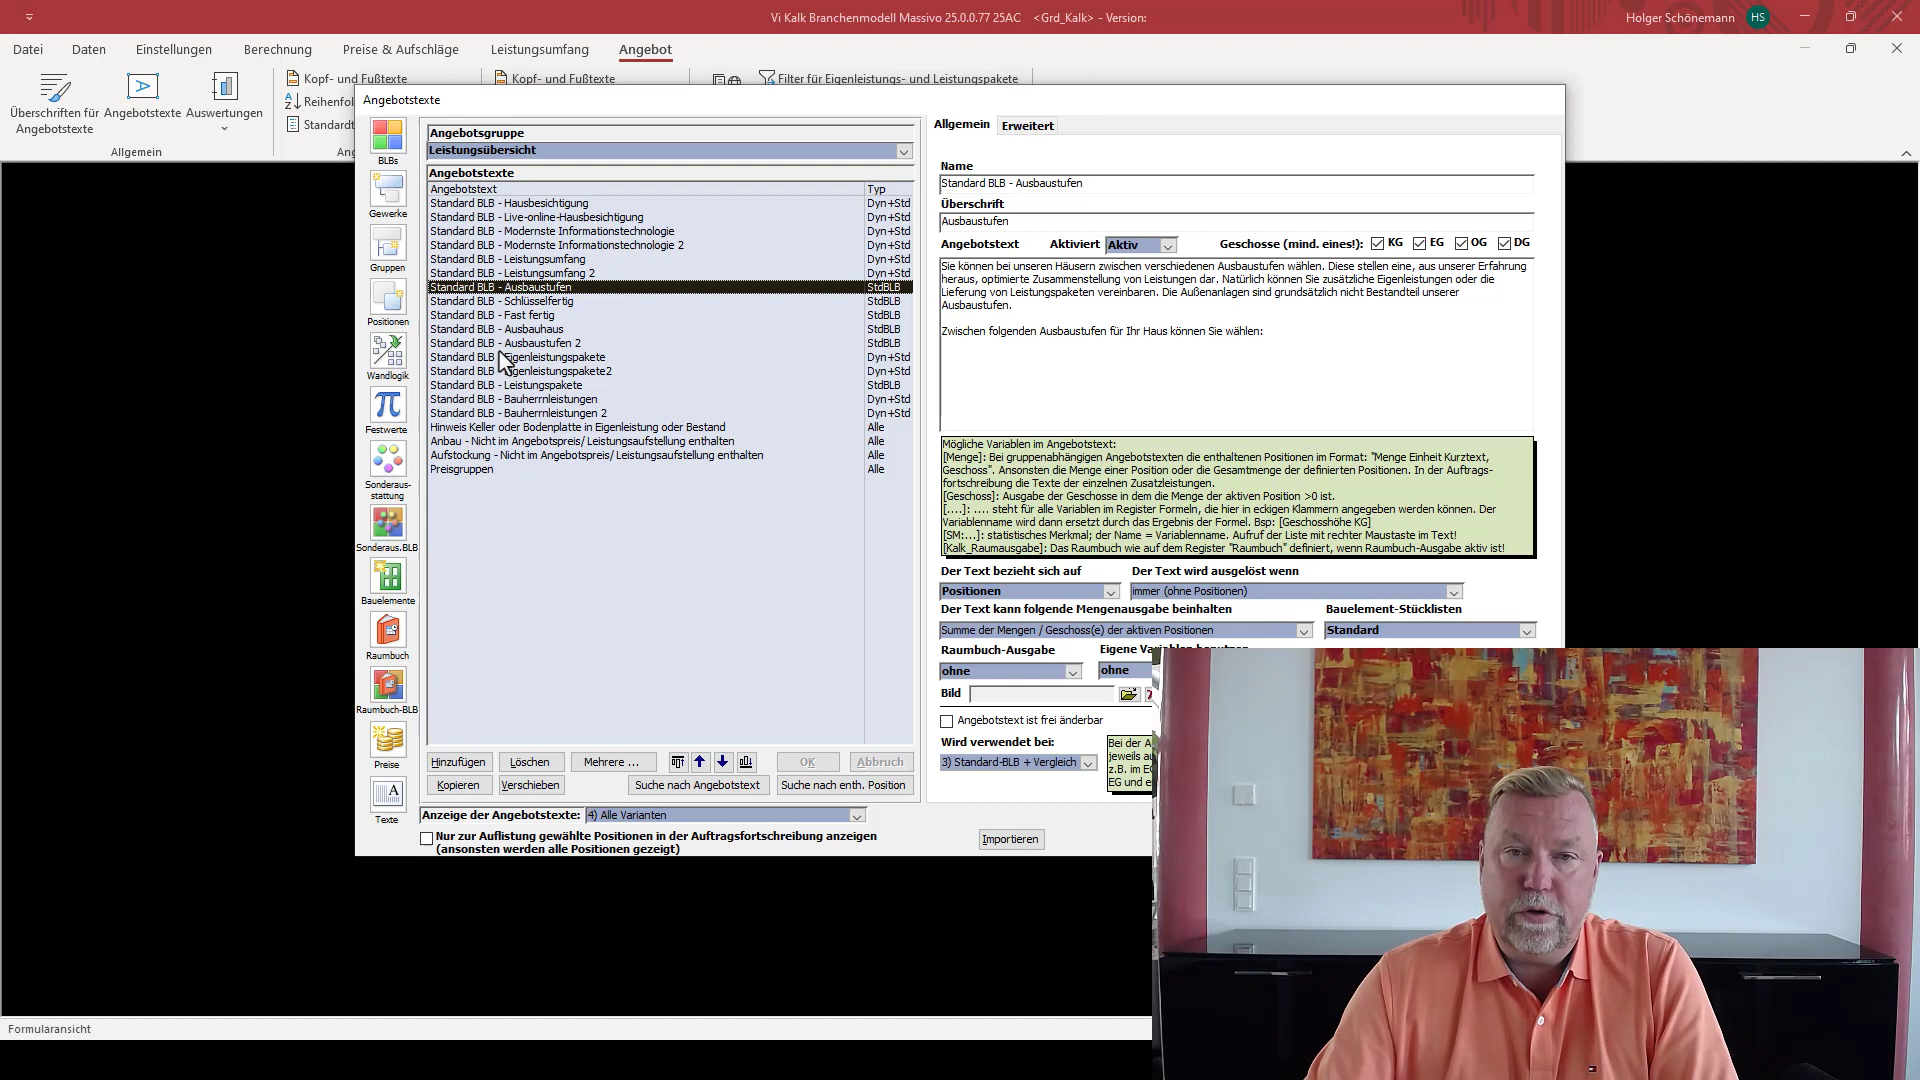 Vi Kalk Branchenmodell Massivo 25.0.0.77 25AC <Grd_Kalk> - Version:
Holger Schönemann
HS
Datei
Daten
Einstellungen
Berechnung
Preise & Aufschläge
Leistungsumfang
Angebot
Überschriften für Angebotstexte
Angebotstexte
Auswertungen
Allgemein
Kopf- und Fußtexte
Kopf- und Fußtexte
Filter für Eigenleistungs- und Leistungspakete
Angebotstexte
BLBs
Gewerke
Gruppen
Positionen
Wandlogik
Festwerte
Sonderaus-
stattung
Sonderaus.BLB
Bauelemente
Raumbuch
Raumbuch-BLB
Preise
Texte
Angebotsgruppe
Leistungsübersicht
Angebotstexte
Angebotstext Typ
Standard BLB - Hausbesichtigung Dyn+Std
Standard BLB - Live-online-Hausbesichtigung Dyn+Std
Standard BLB - Modernste Informationstechnologie Dyn+Std
Standard BLB - Modernste Informationstechnologie 2 Dyn+Std
Standard BLB - Leistungsumfang Dyn+Std
Standard BLB - Leistungsumfang 2 Dyn+Std
Standard BLB - Ausbaustufen StdBLB
Standard BLB - Schlüsselfertig StdBLB
Standard BLB - Fast fertig StdBLB
Standard BLB - Ausbauhaus StdBLB
Standard BLB - Ausbaustufen 2 StdBLB
Standard BLB Eigenleistungspakete Dyn+Std
Standard BLB Eigenleistungspakete2 Dyn+Std
Standard BLB - Leistungspakete StdBLB
Standard BLB - Bauherrnleistungen Dyn+Std
Standard BLB - Bauherrnleistungen 2 Dyn+Std
Hinweis Keller oder Bodenplatte in Eigenleistung oder Bestand Alle
Anbau - Nicht im Angebotspreis/ Leistungsaufstellung enthalten Alle
Aufstockung - Nicht im Angebotspreis/ Leistungsaufstellung enthalten Alle
Preisgruppen Alle
Hinzufügen
Löschen
Mehrere ...
OK
Abbruch
Kopieren
Verschieben
Suche nach Angebotstext
Suche nach enth. Position
Anzeige der Angebotstexte: 4) Alle Varianten
Nur zur Auflistung gewählte Positionen in der Auftragsfortschreibung anzeigen
(ansonsten werden alle Positionen gezeigt)
Importieren
Allgemein
Erweitert
Name
Standard BLB - Ausbaustufen
Überschrift
Ausbaustufen
Angebotstext Aktiviert Aktiv Geschosse (mind. eines!): KG EG OG DG
Sie können bei unseren Häusern zwischen verschiedenen Ausbaustufen wählen. Diese stellen eine, aus unserer Erfahrung
heraus, optimierte Zusammenstellung von Leistungen dar. Natürlich können Sie zusätzliche Eigenleistungen oder die
Lieferung von Leistungspaketen vereinbaren. Die Außenanlagen sind grundsätzlich nicht Bestandteil unserer
Ausbaustufen.
Zwischen folgenden Ausbaustufen für Ihr Haus können Sie wählen:
Mögliche Variablen im Angebotstext:
[Menge]: Bei gruppenabhängigen Angebotstexten die enthaltenen Positionen im Format: "Menge Einheit Kurztext,
Geschoss". Ansonsten die Menge einer Position oder die Gesamtmenge der definierten Positionen. In der Auftrags-
fortschreibung die Texte der einzelnen Zusatzleistungen.
[Geschoss]: Ausgabe der Geschosse in dem die Menge der aktiven Position >0 ist.
[....]: .... steht für alle Variablen im Register Formeln, die hier in eckigen Klammern angegeben werden können. Der
Variablenname wird dann ersetzt durch das Ergebnis der Formel. Bsp: [Geschosshöhe KG]
[SM:...]: statistisches Merkmal; der Name = Variablenname. Aufruf der Liste mit rechter Maustaste im Text!
[Kalk_Raumausgabe]: Das Raumbuch wie auf dem Register "Raumbuch" definiert, wenn Raumbuch-Ausgabe aktiv ist!
Der Text bezieht sich auf Der Text wird ausgelöst wenn
Positionen immer (ohne Positionen)
Der Text kann folgende Mengenausgabe beinhalten Bauelement-Stücklisten
Summe der Mengen / Geschoss(e) der aktiven Positionen Standard
Raumbuch-Ausgabe
ohne ohne
Bild
Angebotstext ist frei änderbar
Wird verwendet bei:
3) Standard-BLB + Vergleich
Bei der A
jeweils au
z.B. im EG
EG und e
Formularansicht